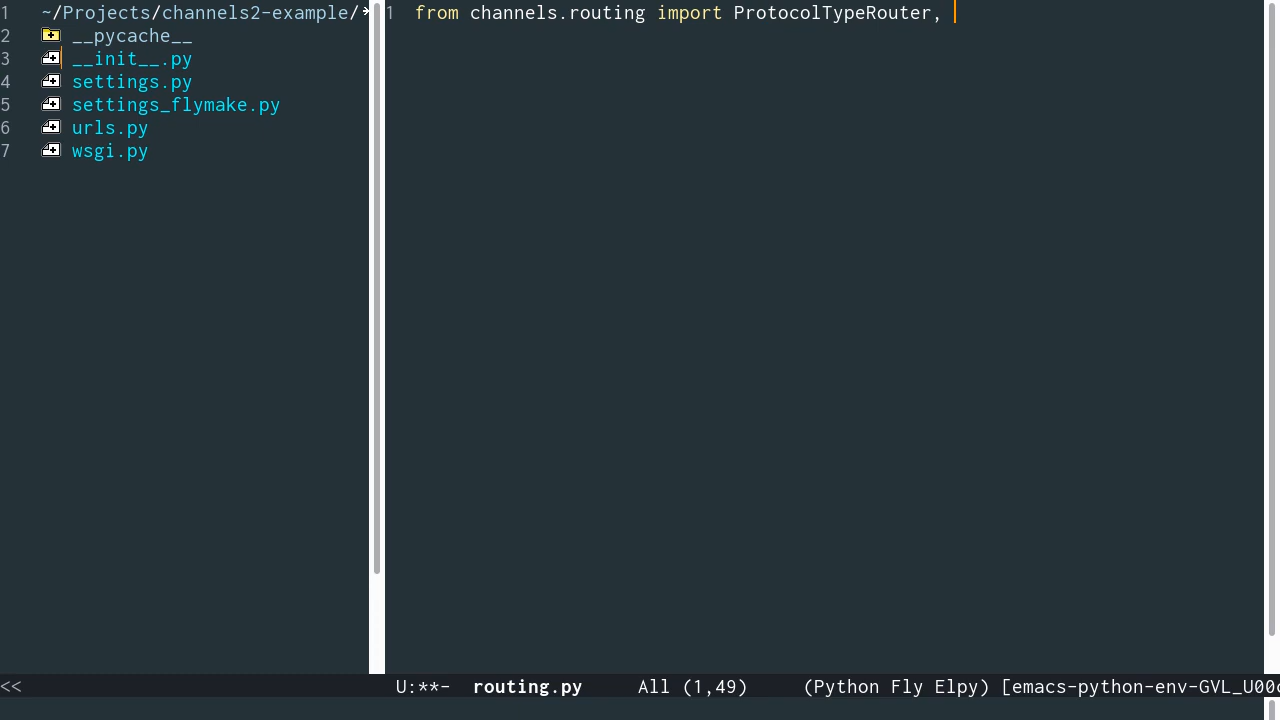 1 ~/Projects/channels2-example/
2 __pycache__
3 __init__.py
4 settings.py
5 settings_flymake.py
6 urls.py
7 wsgi.py
1 from channels.routing import ProtocolTypeRouter,
<< U:**- routing.py All (1,49) (Python Fly Elpy) [emacs-python-env-GVL_U00